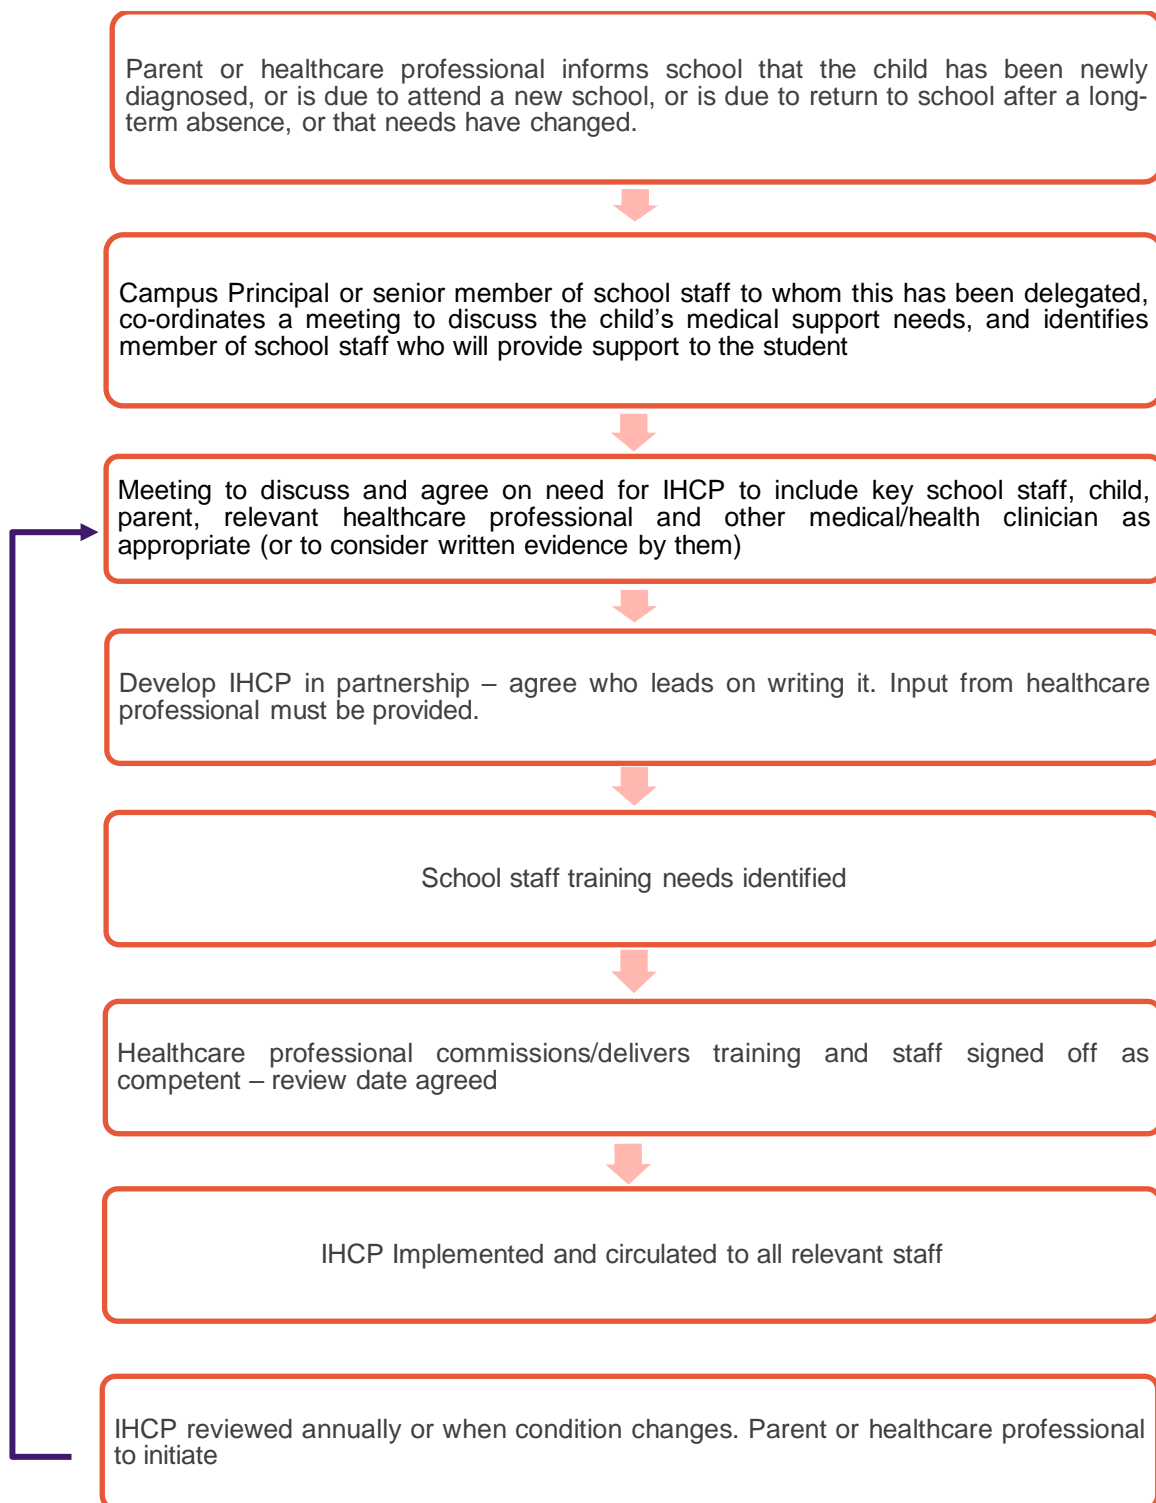 Parent or healthcare professional informs school that the child has been newly
diagnosed, or is due to attend a new school, or is due to return to school after a long-
term absence, or that needs have changed.
Campus Principal or senior member of school staff to whom this has been delegated,
co-ordinates a meeting to discuss the child’s medical support needs, and identifies
member of school staff who will provide support to the student
Meeting to discuss and agree on need for IHCP to include key school staff, child,
parent, relevant healthcare professional and other medical/health clinician as
appropriate (or to consider written evidence by them)
Develop IHCP in partnership – agree who leads on writing it. Input from healthcare
professional must be provided.
School staff training needs identified
Healthcare professional commissions/delivers training and staff signed off as
competent – review date agreed
IHCP Implemented and circulated to all relevant staff
IHCP reviewed annually or when condition changes. Parent or healthcare professional
to initiate